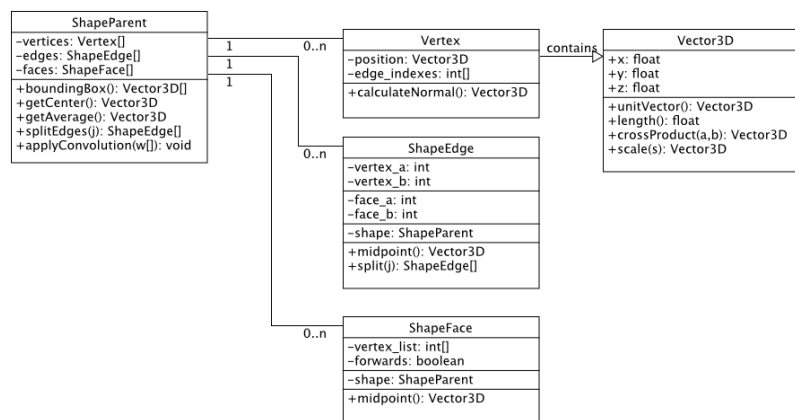 ShapeParent
-vertices: Vertex[]
-edges: ShapeEdge[]
-faces: ShapeFace[]
+boundingBox(): Vector3D[]
+getCenter(): Vector3D
+getAverage(): Vector3D
+splitEdges(j): ShapeEdge[]
+applyConvolution(w[]): void
1
1
1
0..n
0..n
0..n
Vertex
-position: Vector3D
-edge_indexes: int[]
+calculateNormal(): Vector3D
contains
Vector3D
+x: float
+y: float
+z: float
+unitVector(): Vector3D
+length(): float
+crossProduct(a,b): Vector3D
+scale(s): Vector3D
ShapeEdge
-vertex_a: int
-vertex_b: int
-face_a: int
-face_b: int
-shape: ShapeParent
+midpoint(): Vector3D
+split(j): ShapeEdge[]
ShapeFace
-vertex_list: int[]
-forwards: boolean
-shape: ShapeParent
+midpoint(): Vector3D